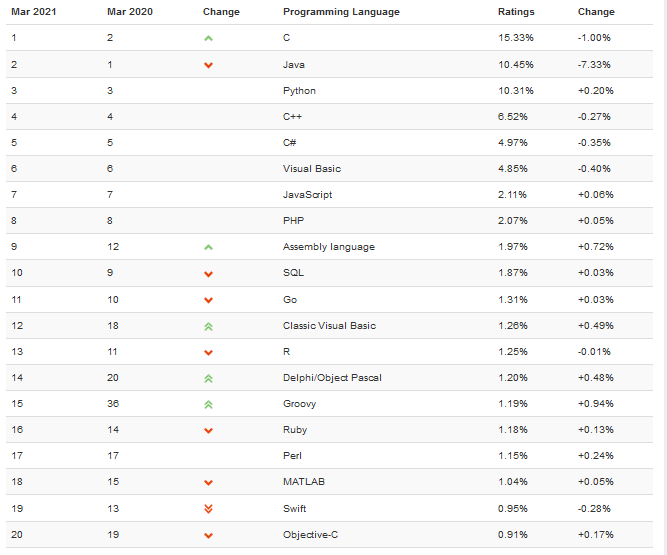 Mar 2021 Mar 2020 Change Programming Language Ratings Change
1 2 C 15.33% -1.00%
2 1 Java 10.45% -7.33%
3 3 Python 10.31% +0.20%
4 4 C++ 6.52% -0.27%
5 5 C# 4.97% -0.35%
6 6 Visual Basic 4.85% -0.40%
7 7 JavaScript 2.11% +0.06%
8 8 PHP 2.07% +0.05%
9 12 Assembly language 1.97% +0.72%
10 9 SQL 1.87% +0.03%
11 10 Go 1.31% +0.03%
12 18 Classic Visual Basic 1.26% +0.49%
13 11 R 1.25% -0.01%
14 20 Delphi/Object Pascal 1.20% +0.48%
15 36 Groovy 1.19% +0.94%
16 14 Ruby 1.18% +0.13%
17 17 Perl 1.15% +0.24%
18 15 MATLAB 1.04% +0.05%
19 13 Swift 0.95% -0.28%
20 19 Objective-C 0.91% +0.17%